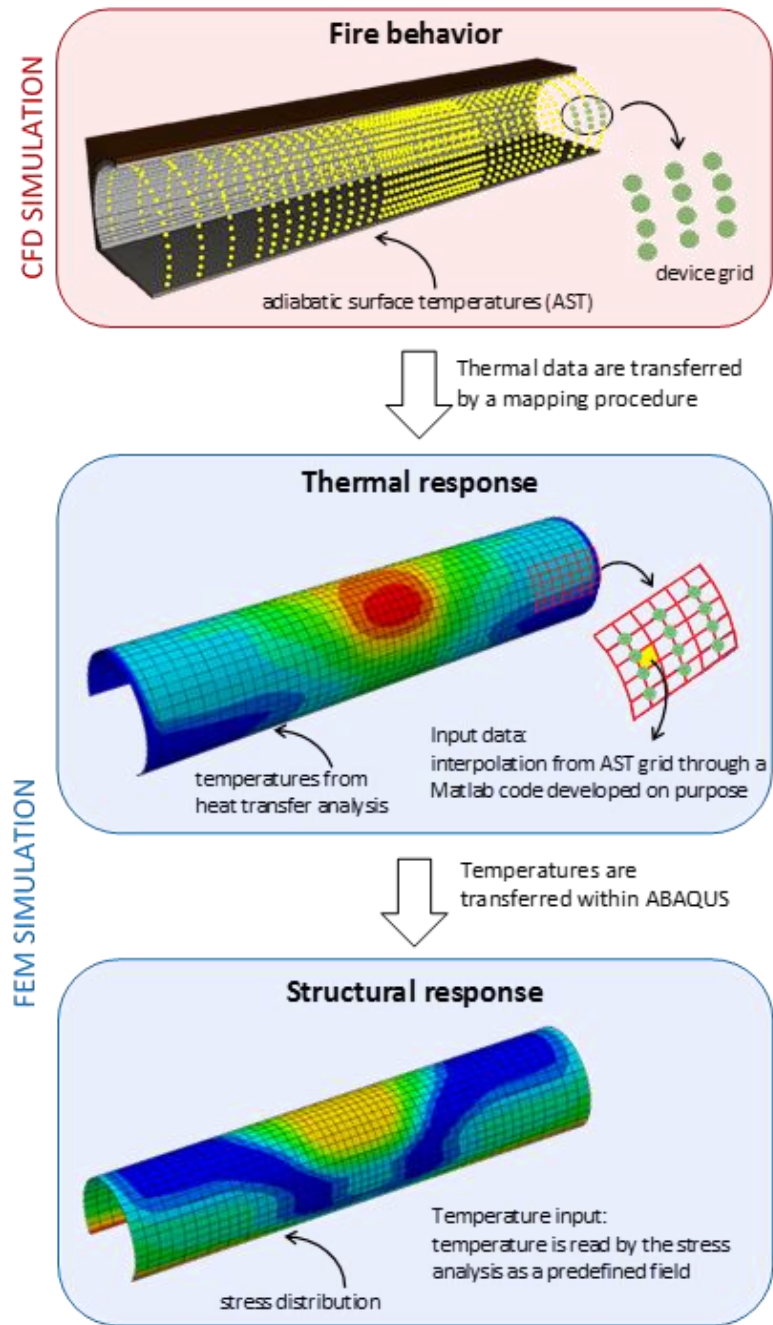 CFD SIMULATION
Fire behavior
device grid
adiabatic surface temperatures (AST)
Thermal data are transferred
by a mapping procedure
FEM SIMULATION
Thermal response
Input data:
interpolation from AST grid through a
Matlab code developed on purpose
temperatures from
heat transfer analysis
Temperatures are
transferred within ABAQUS
Structural response
Temperature input:
temperature is read by the stress
analysis as a predefined field
stress distribution